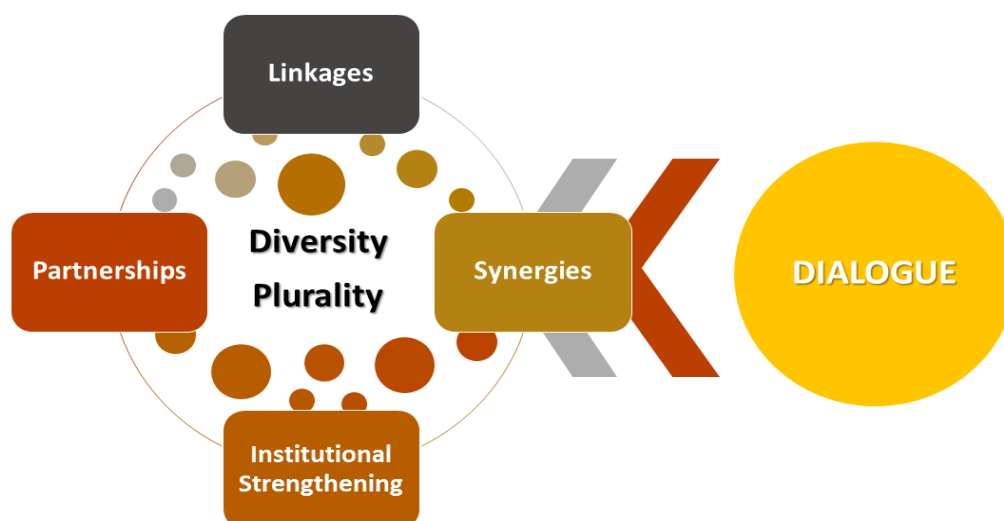 Linkages
Partnerships
Diversity
Plurality
Synergies
DIALOGUE
Institutional
Strengthening